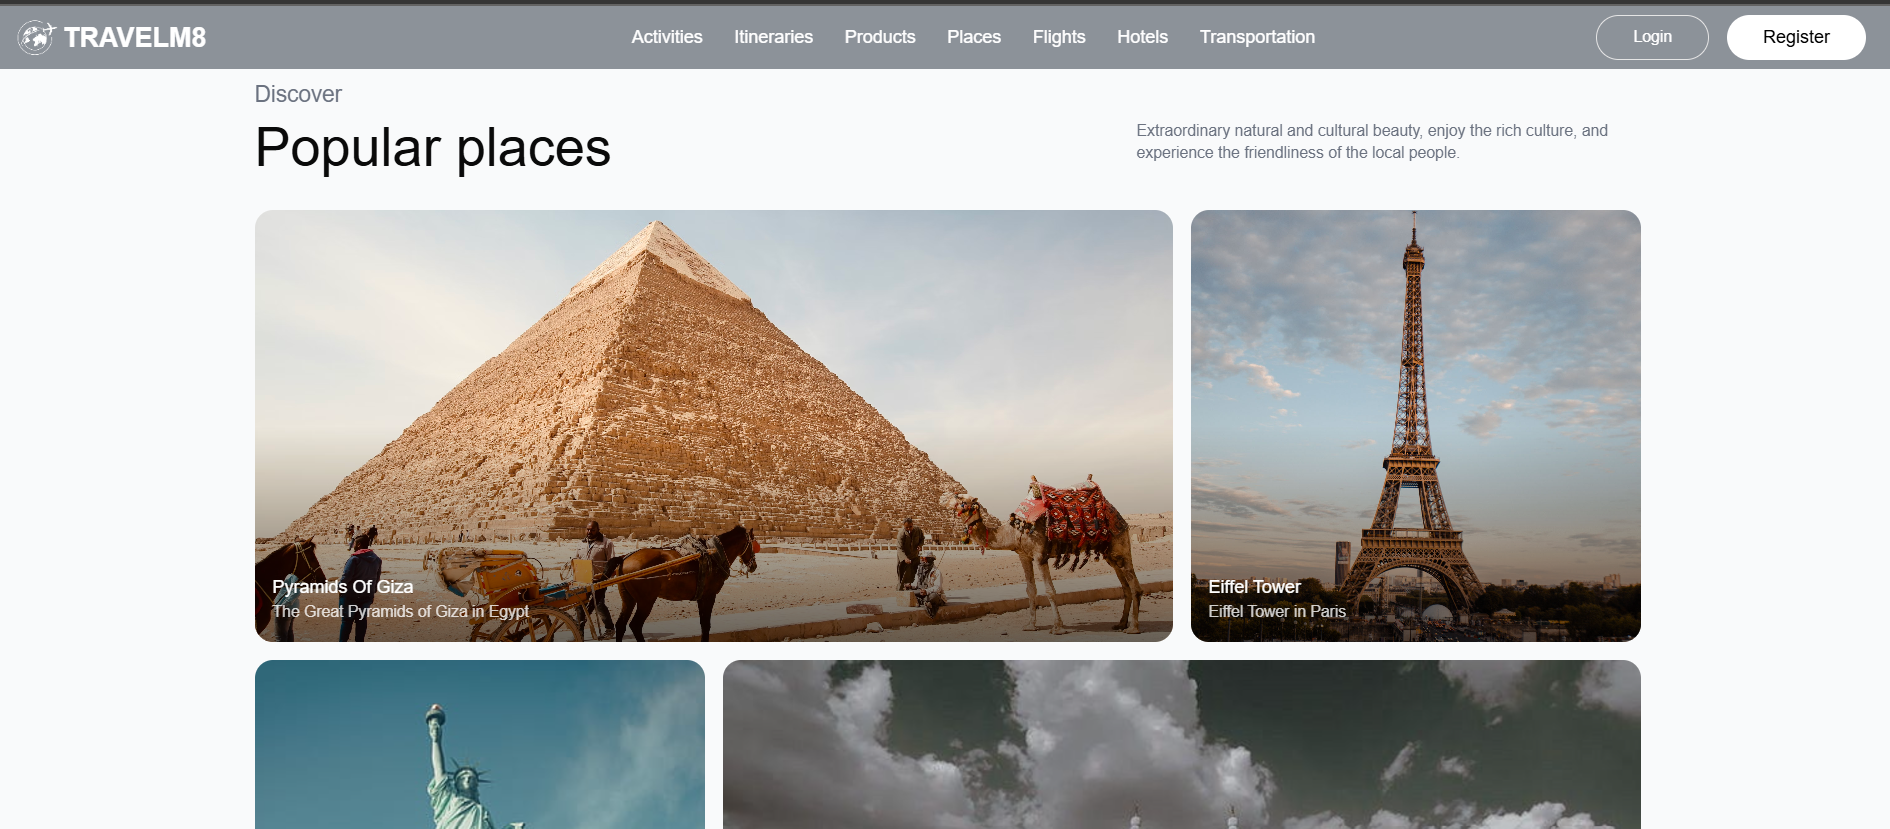 TRAVELM8
Activities
Itineraries
Products
Places
Flights
Hotels
Transportation
Login
Register
Discover
Popular places
Extraordinary natural and cultural beauty, enjoy the rich culture, and
experience the friendliness of the local people.
Pyramids Of Giza
The Great Pyramids of Giza in Egypt
Eiffel Tower
Eiffel Tower in Paris